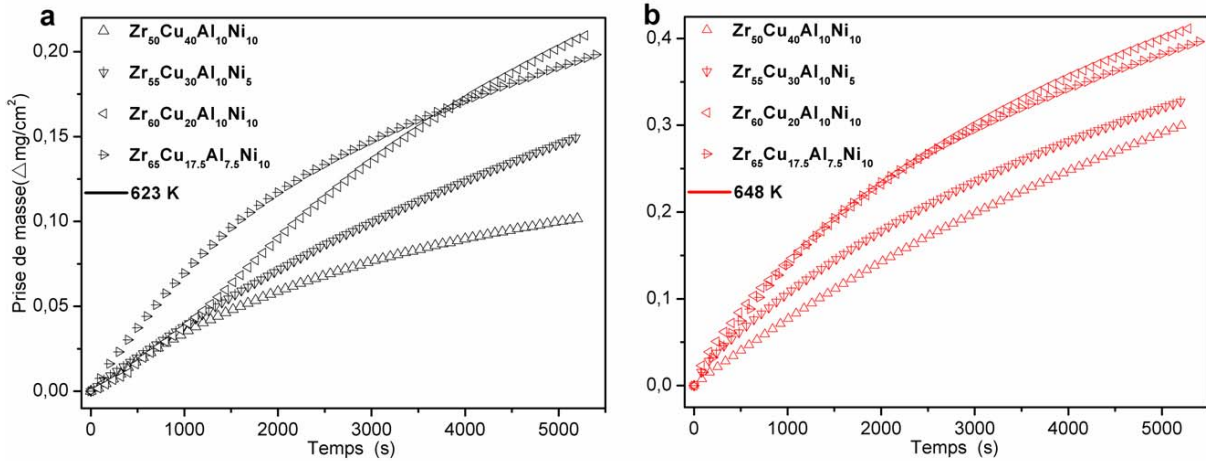 a
Zr50Cu40Al10Ni10
Zr55Cu30Al10Ni5
Zr60Cu20Al10Ni10
Zr65Cu17.5Al7.5Ni10
623 K
Prise de masse(△mg/cm²)
0,20
0,15
0,10
0,05
0,00
0 1000 2000 3000 4000 5000
Temps (s)
b
Zr50Cu40Al10Ni10
Zr55Cu30Al10Ni5
Zr60Cu20Al10Ni10
Zr65Cu17.5Al7.5Ni10
648 K
0,4
0,3
0,2
0,1
0,0
0 1000 2000 3000 4000 5000
Temps (s)